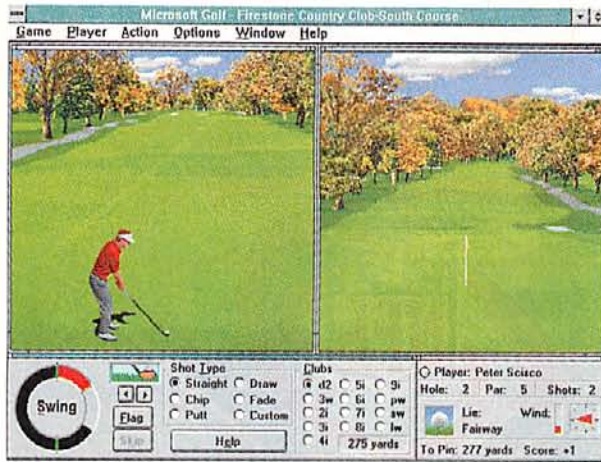 Microsoft Golf - Firestone Country Club-South Course
Game Player Action Options Window Help
Swing
Flag
Skip
Shot Type
Straight Draw
Chip Fade
Putt Custom
Help
Clubs
d2 5i 9i
3w 6i pw
2i 7i sw
3i 8i lw
4i 275 yards
Player: Peter Scisco
Hole: 2 Par: 5 Shots: 2
Lie: Wind:
Fairway
To Pin: 277 yards Score: +1